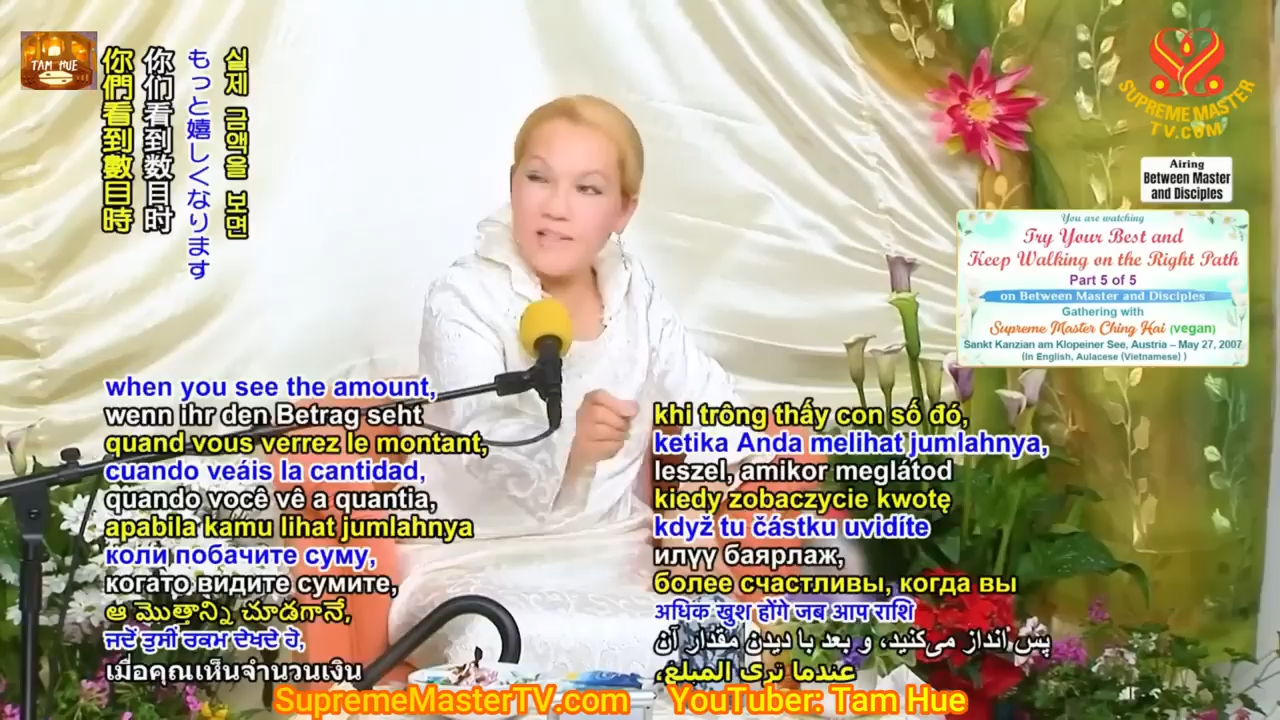 TAM HUE
你們看到數目時
你们看到数目时
もっと嬉しくなります
실제 금액을 보면
SUPREME MASTER
TV.COM
Airing
Between Master
and Disciples
You are watching
Try Your Best and
Keep Walking on the Right Path
Part 5 of 5
on Between Master and Disciples
Gathering with
Supreme Master Ching Hai (vegan)
Sankt Kanzian am Klopeiner See, Austria – May 27, 2007
(In English, Aulacese (Vietnamese) )
when you see the amount,
wenn ihr den Betrag seht
quand vous verrez le montant,
cuando veáis la cantidad,
quando você vê a quantia,
apabila kamu lihat jumlahnya
коли побачите суму,
когато видите сумите,
ఆ మొత్తాన్ని చూడగానే,
ਜਦੋਂ ਤੁਸੀਂ ਰਕਮ ਦੇਖਦੇ ਹੋ,
เมื่อคุณเห็นจำนวนเงิน
khi trông thấy con số đó,
ketika Anda melihat jumlahnya,
leszel, amikor meglátod
kiedy zobaczycie kwotę
když tu částku uvidíte
илүү баярлаж,
более счастливы, когда вы
अधिक खुश होंगे जब आप राशि
پس انداز می‌کنید، و بعد با دیدن مقدار آن
عندما ترى المبلغ،
SupremeMasterTV.com YouTuber: Tam Hue